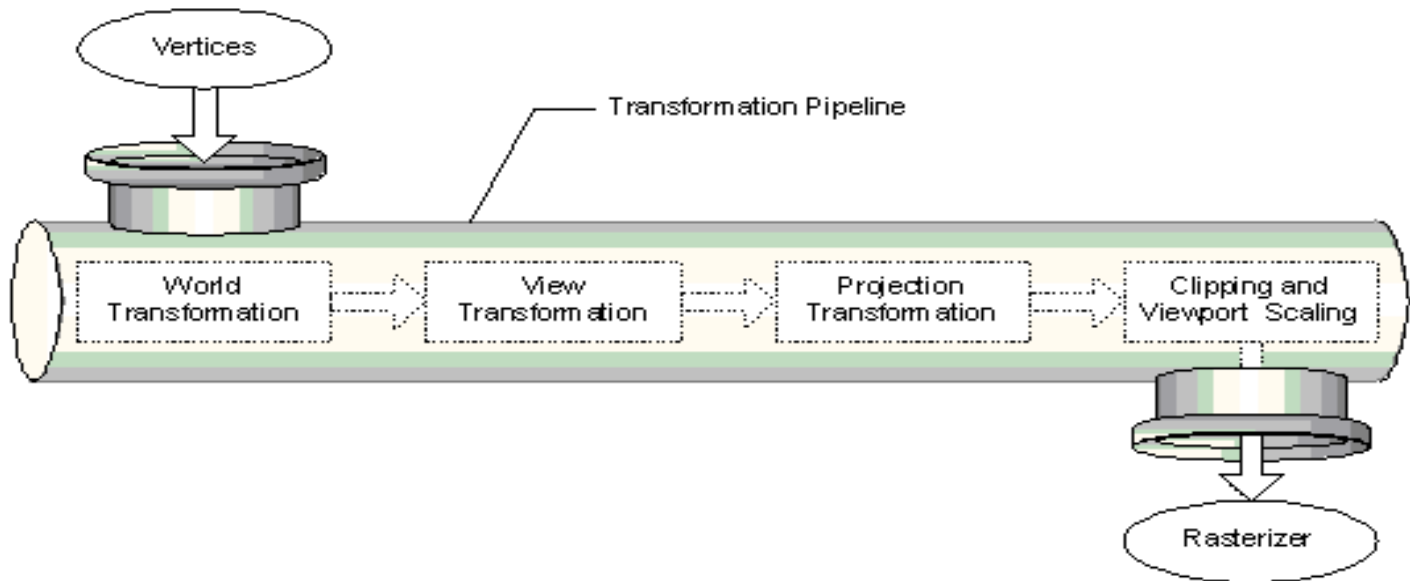 Vertices
Transformation Pipeline
World
Transformation
View
Transformation
Projection
Transformation
Clipping and
Viewport Scaling
Rasterizer